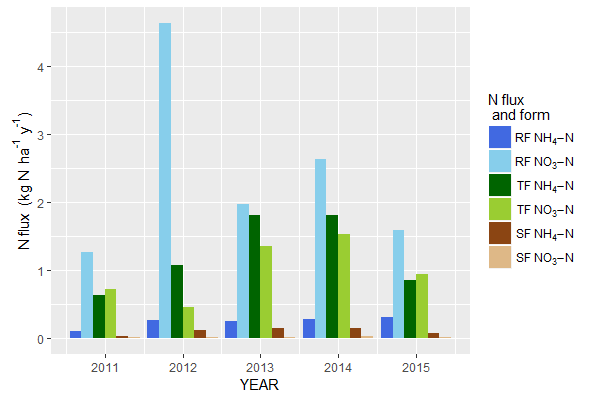 N flux (kg N ha⁻¹ y⁻¹)
4
3
2
1
0
2011 2012 2013 2014 2015
YEAR
N flux
and form
RF NH₄–N
RF NO₃–N
TF NH₄–N
TF NO₃–N
SF NH₄–N
SF NO₃–N